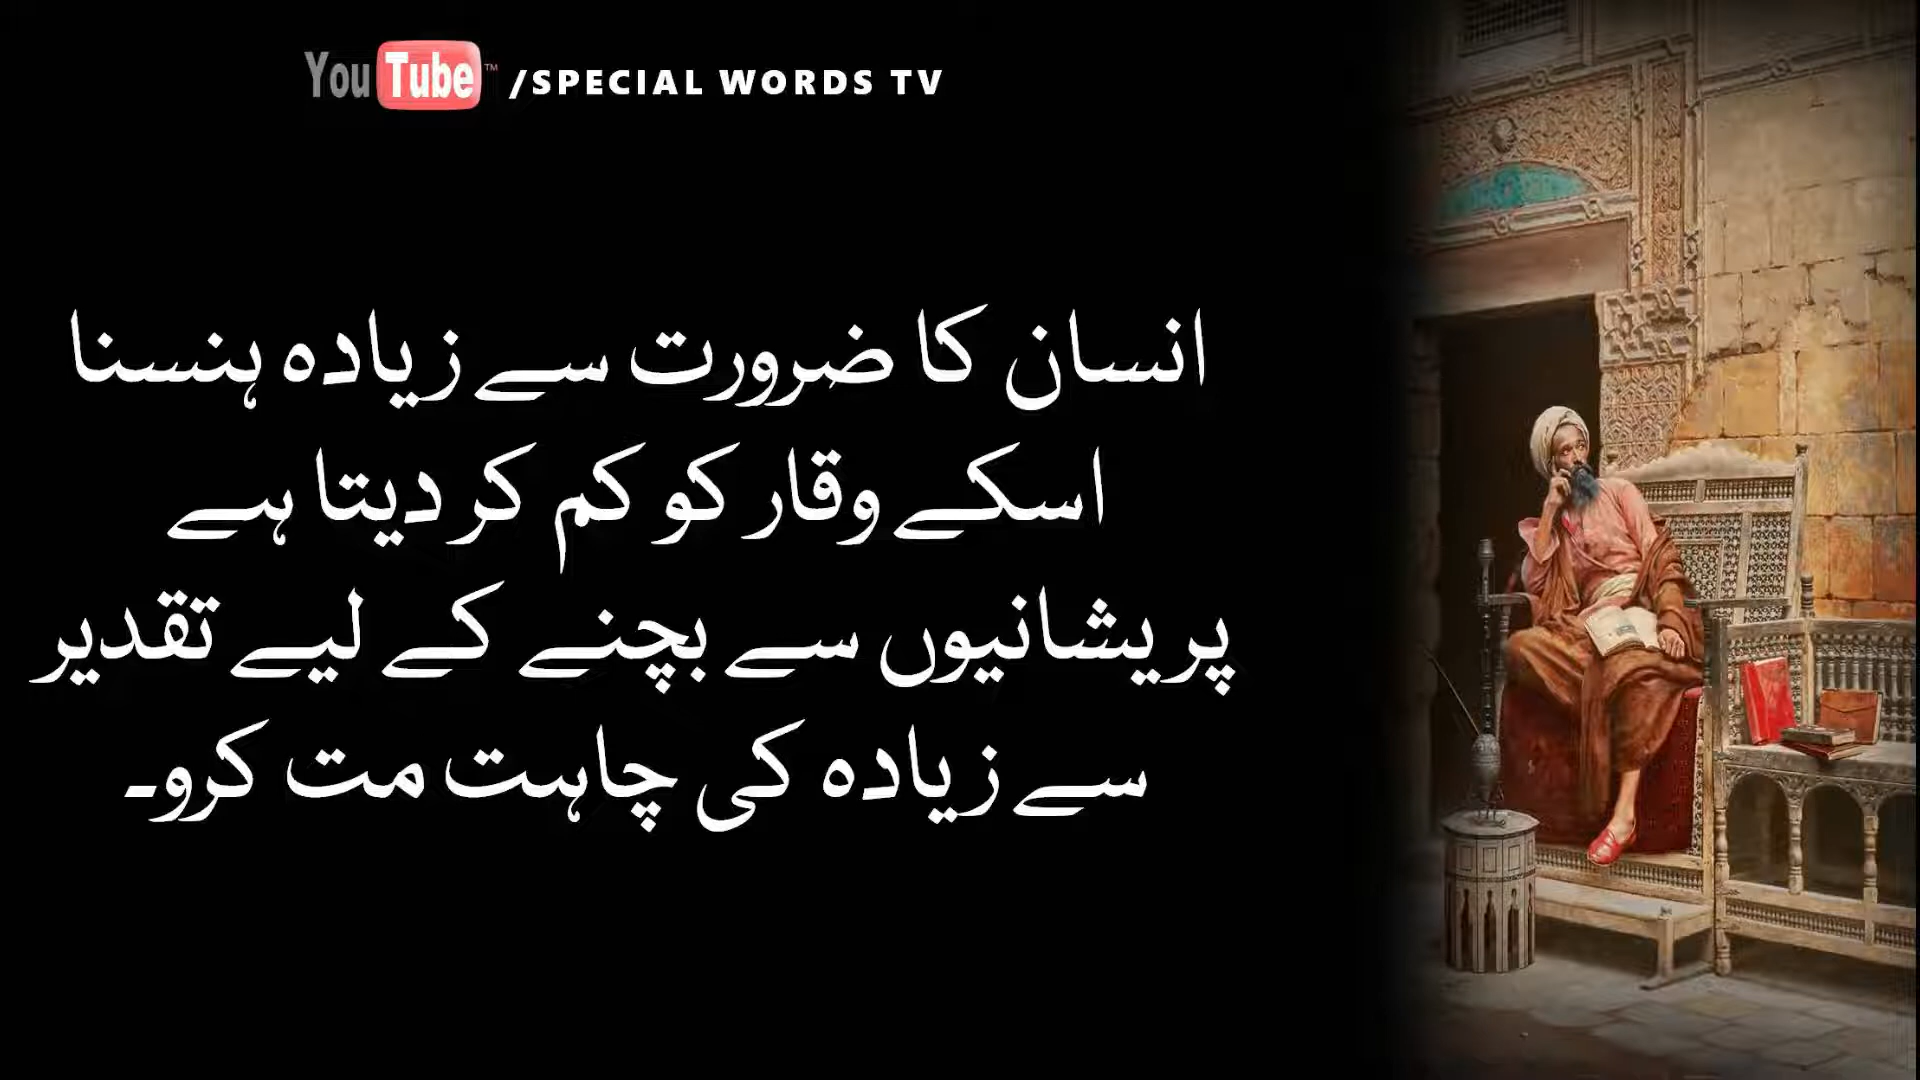 YouTube™ /SPECIAL WORDS TV
انسان کا ضرورت سے زیادہ ہنسنا
اسکے وقار کو کم کر دیتا ہے
پریشانیوں سے بچنے کے لیے تقدیر
سے زیادہ کی چاہت مت کرو۔